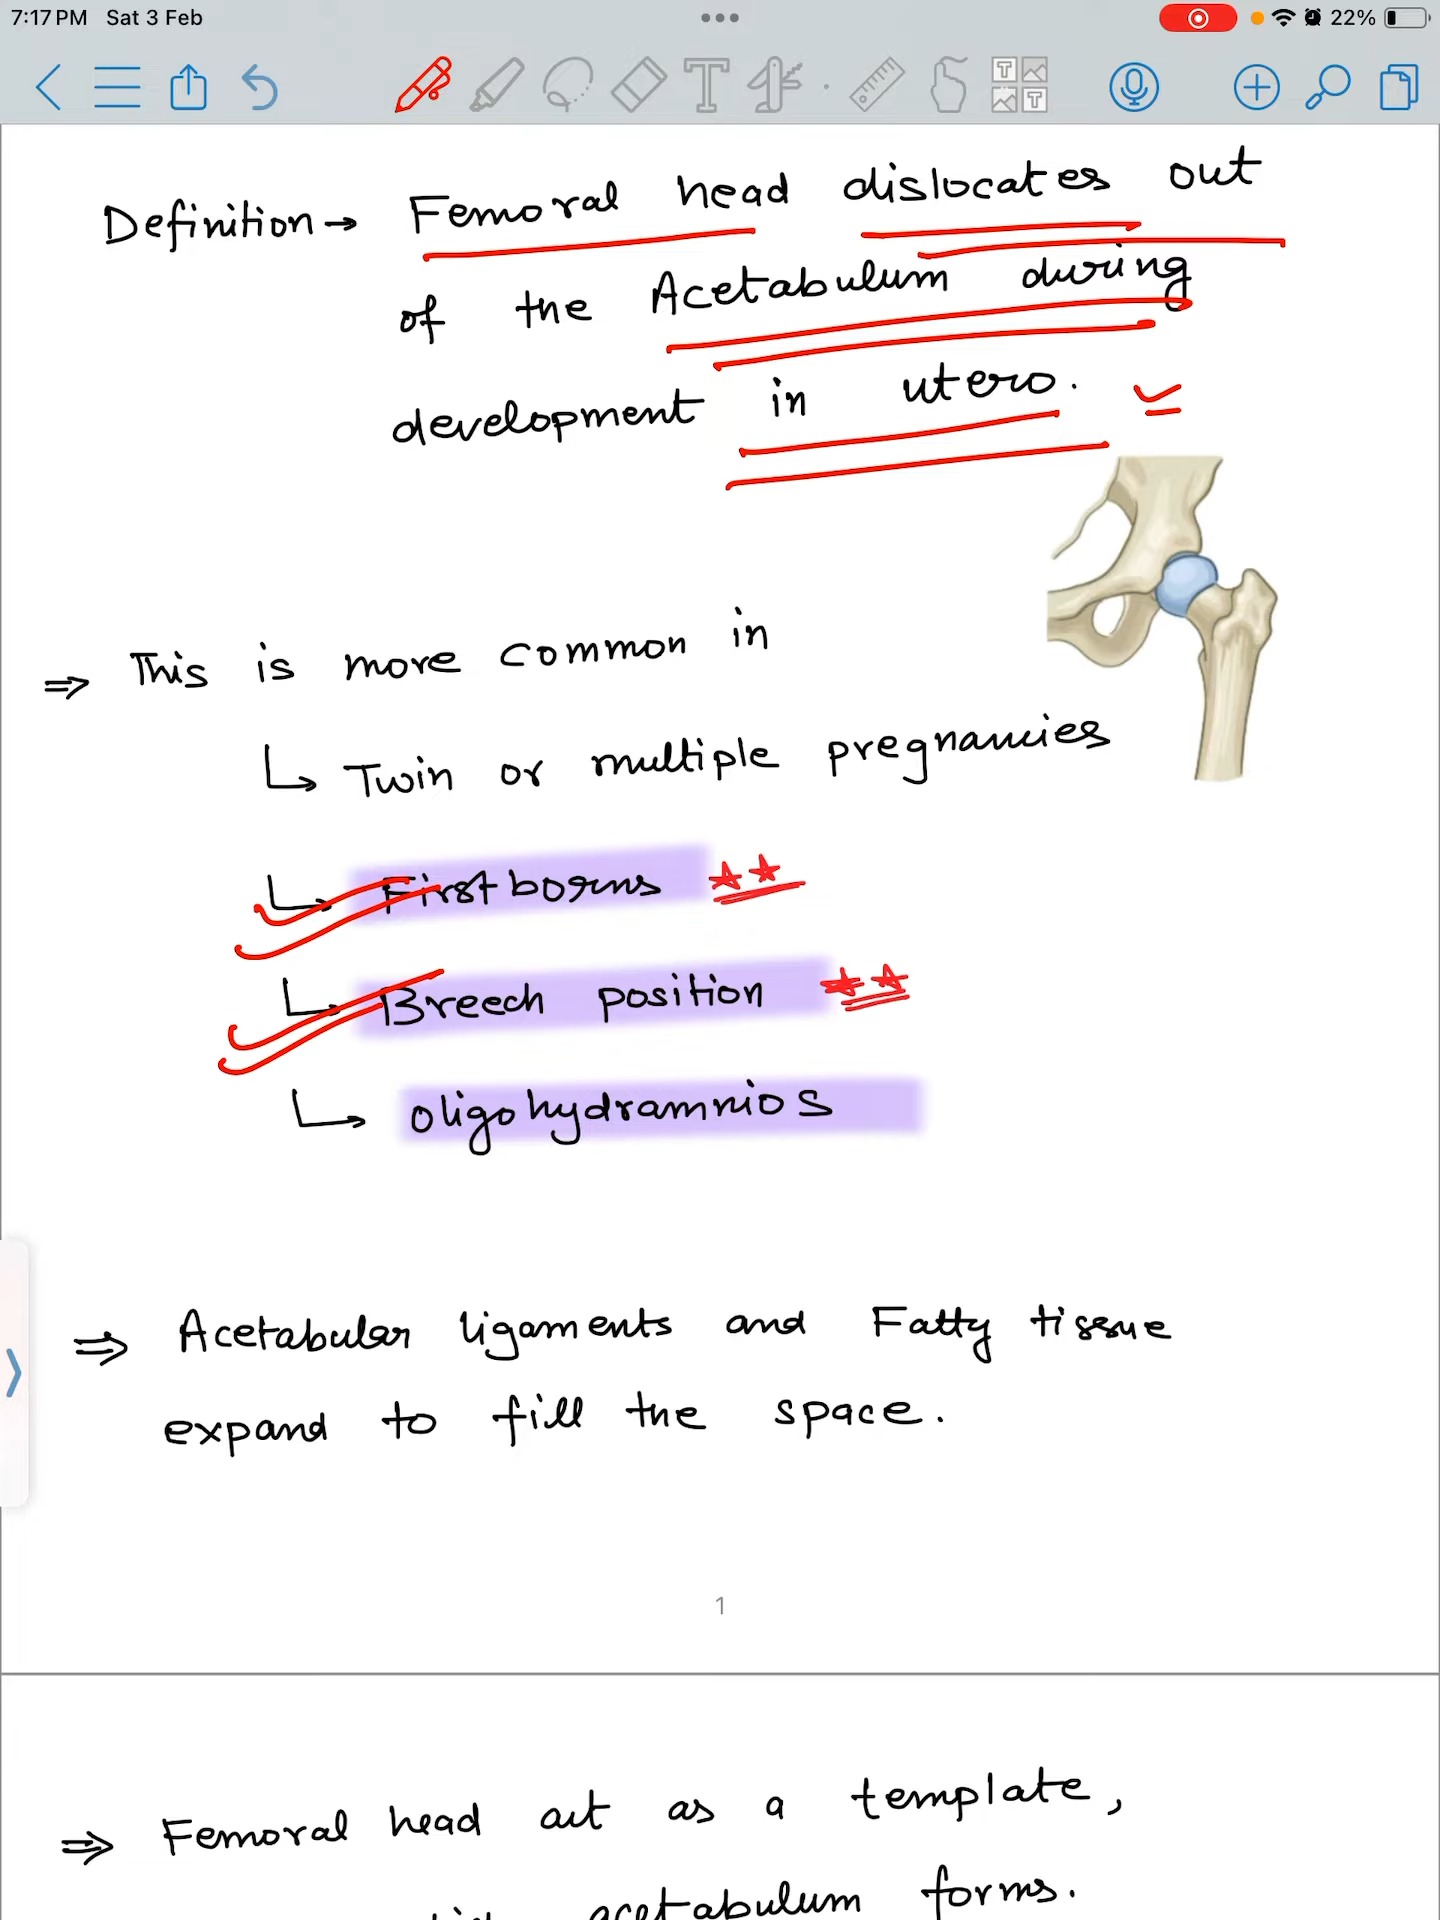 7:17 PM Sat 3 Feb
22%
Definition → Femoral head dislocates out
of the Acetabulum during
development in utero.
⇒ This is more common in
↳ Twin or multiple pregnancies
↳ First borns ☆☆
↳ Breech position ☆☆
↳ oligohydramnios
⇒ Acetabular ligaments and Fatty tissue
expand to fill the space.
1
⇒ Femoral head act as a template,
acetabulum forms.